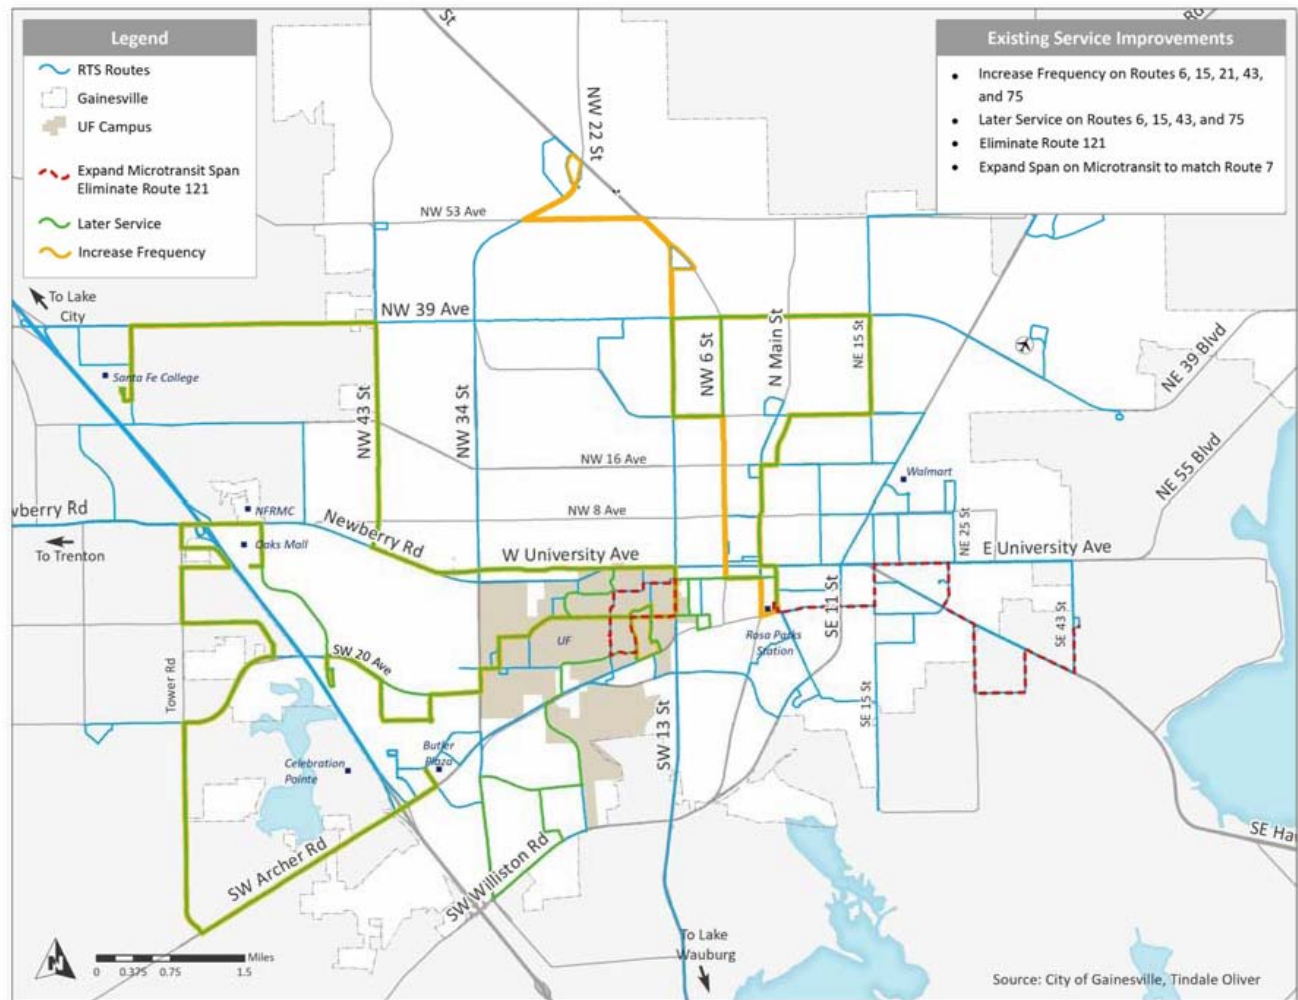 St
Rd
Legend
RTS Routes
Gainesville
UF Campus
Expand Microtransit Span
Eliminate Route 121
Later Service
Increase Frequency
Existing Service Improvements
• Increase Frequency on Routes 6, 15, 21, 43,
and 75
• Later Service on Routes 6, 15, 43, and 75
• Eliminate Route 121
• Expand Span on Microtransit to match Route 7
NW 22 St
NW 53 Ave
To Lake
City
NW 39 Ave
Santa Fe College
NW 43 St
NW 34 St
NW 6 St
N Main St
NE 15 St
NE 39 Blvd
NE 55 Blvd
NW 16 Ave
Walmart
NFRMC
NW 8 Ave
wberry Rd
Newberry Rd
Oaks Mall
To Trenton
W University Ave
E University Ave
NE 25 St
SE 11 St
UF
Rosa Parks
Station
SE 43 St
SW 20 Ave
Tower Rd
SE 15 St
SW 13 St
Butler
Plaza
Celebration
Pointe
SW Archer Rd
SW Williston Rd
SE Haw
To Lake
Wauburg
N
0 0.375 0.75 1.5
Miles
Source: City of Gainesville, Tindale Oliver